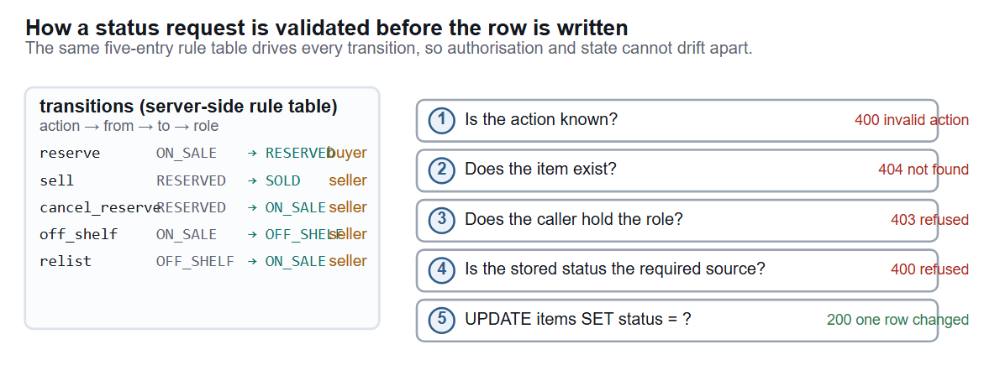 How a status request is validated before the row is written
The same five-entry rule table drives every transition, so authorisation and state cannot drift apart.
transitions (server-side rule table)
action → from → to → role
reserve ON_SALE → RESERVED buyer
sell RESERVED → SOLD seller
cancel_reserve RESERVED → ON_SALE seller
off_shelf ON_SALE → OFF_SHELF seller
relist OFF_SHELF → ON_SALE seller
1 Is the action known? 400 invalid action
2 Does the item exist? 404 not found
3 Does the caller hold the role? 403 refused
4 Is the stored status the required source? 400 refused
5 UPDATE items SET status = ? 200 one row changed